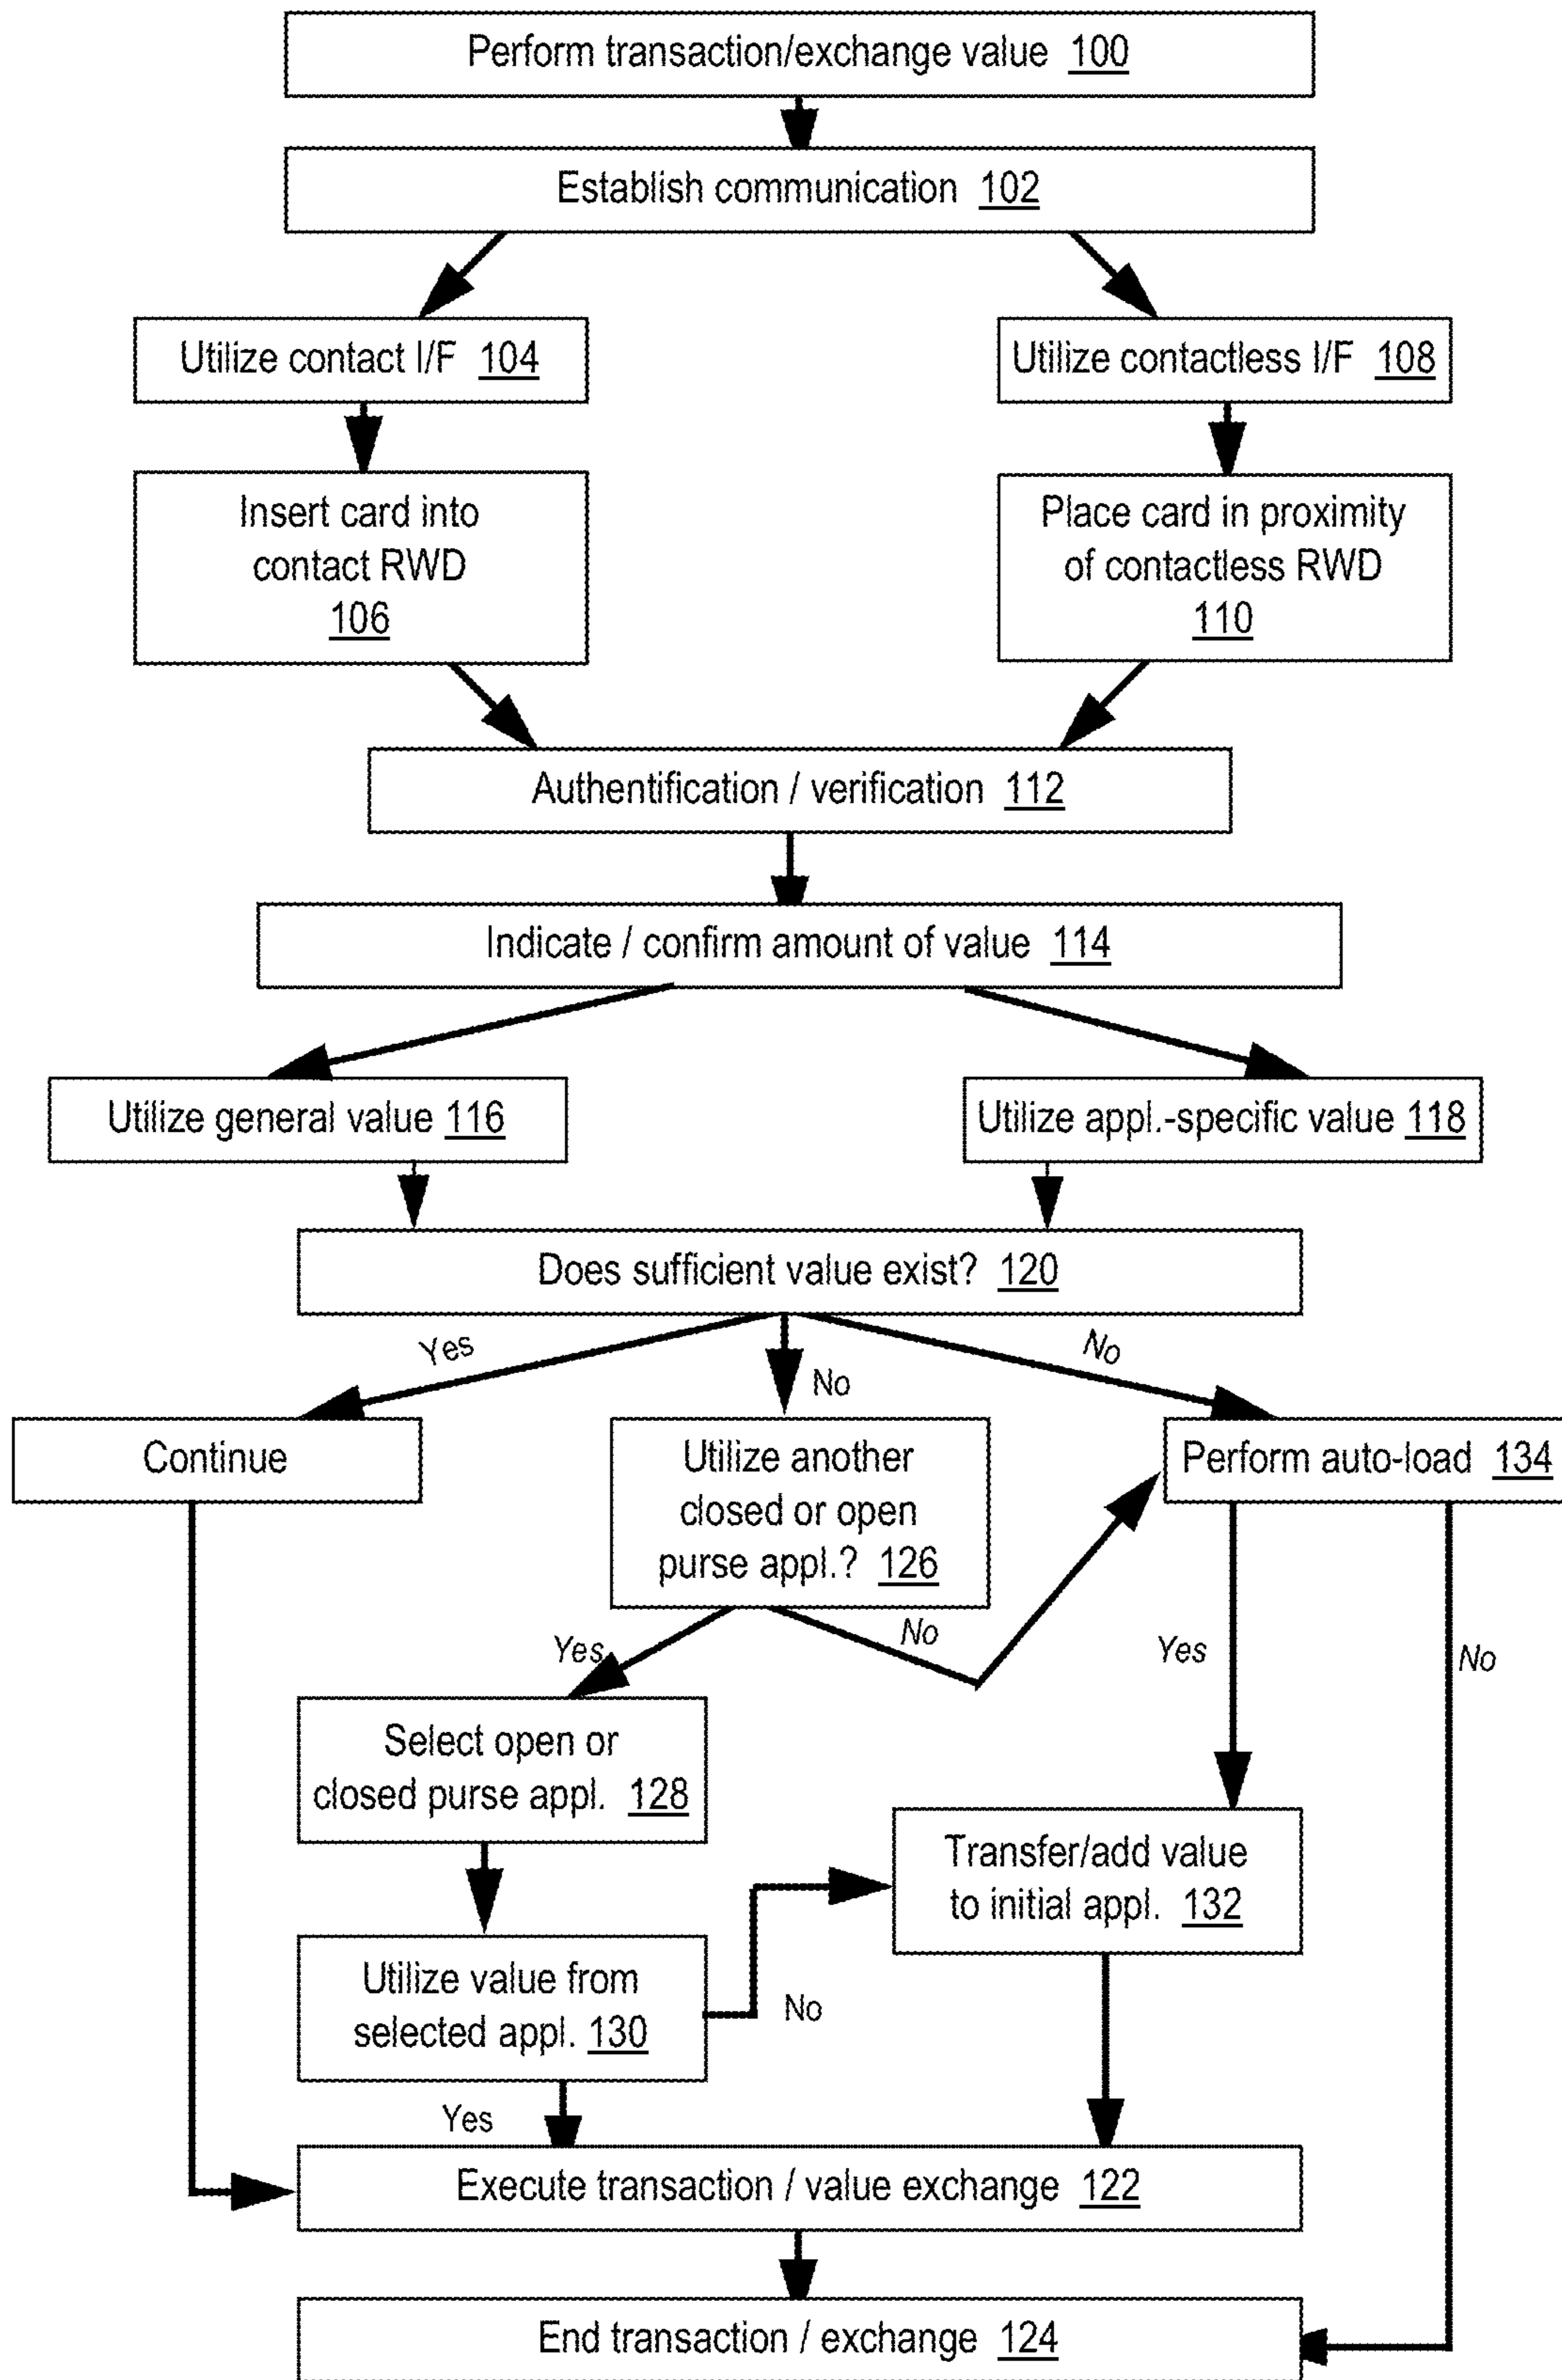 Perform transaction/exchange value 100
Establish communication 102
Utilize contact I/F 104
Utilize contactless I/F 108
Insert card into
contact RWD
106
Place card in proximity
of contactless RWD
110
Authentification / verification 112
Indicate / confirm amount of value 114
Utilize general value 116
Utilize appl.-specific value 118
Does sufficient value exist? 120
Yes
No
No
Continue
Utilize another
closed or open
purse appl.? 126
Perform auto-load 134
Yes
No
Yes
No
Select open or
closed purse appl. 128
Transfer/add value
to initial appl. 132
Utilize value from
selected appl. 130
No
Yes
Execute transaction / value exchange 122
End transaction / exchange 124